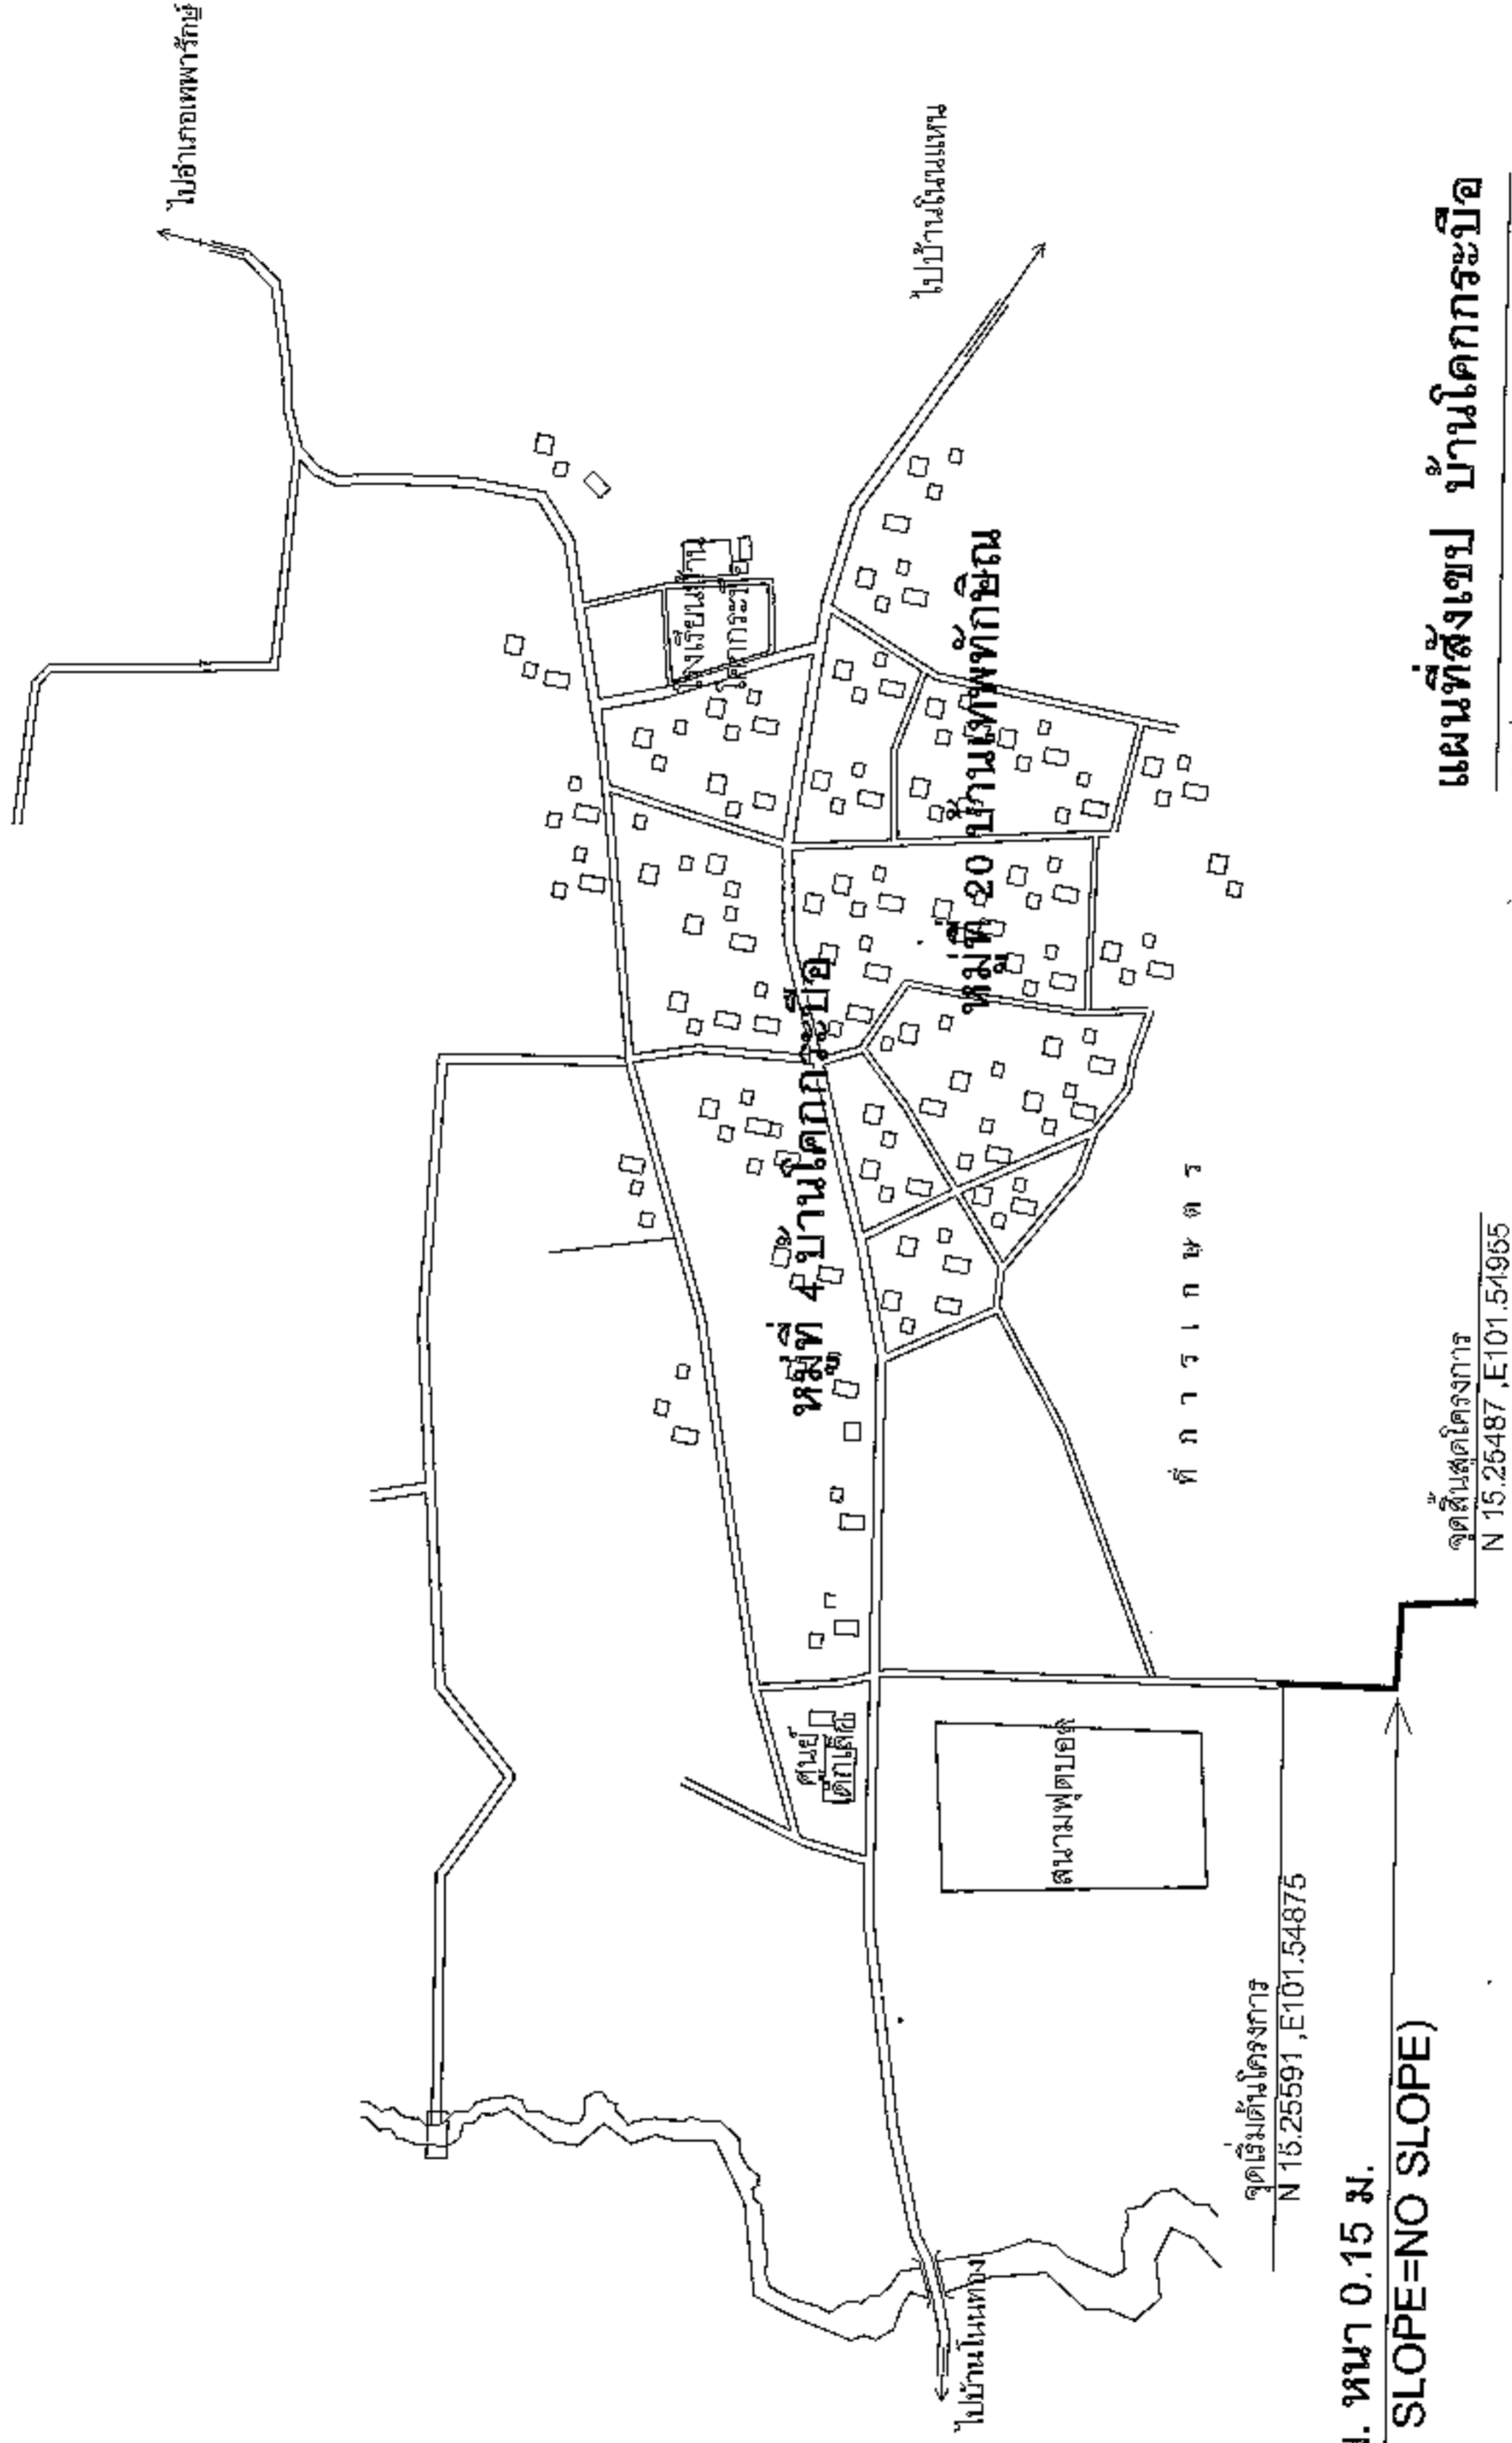 ไปอำเภอเทพารักษ์
ไปบ้านโนนแหน
โรงเรียนบ้าน
โคกกระบือ
หมู่ที่ 4 บ้านโคกกระบือ
หมู่ที่ 20 บ้านเทพพิทักษิณ
ศูนย์
เด็กเล็ก
สนามฟุตบอล
ที่การเกษตร
ไปบ้านโนนทอง
จุดเริ่มต้นโครงการ
N 15.25591 ,E101.54875
จุดสิ้นสุดโครงการ
N 15.25487 ,E101.54955
ม. หนา 0.15 ม.
SLOPE=NO SLOPE)
แผนที่สังเขป บ้านโคกกระบือ